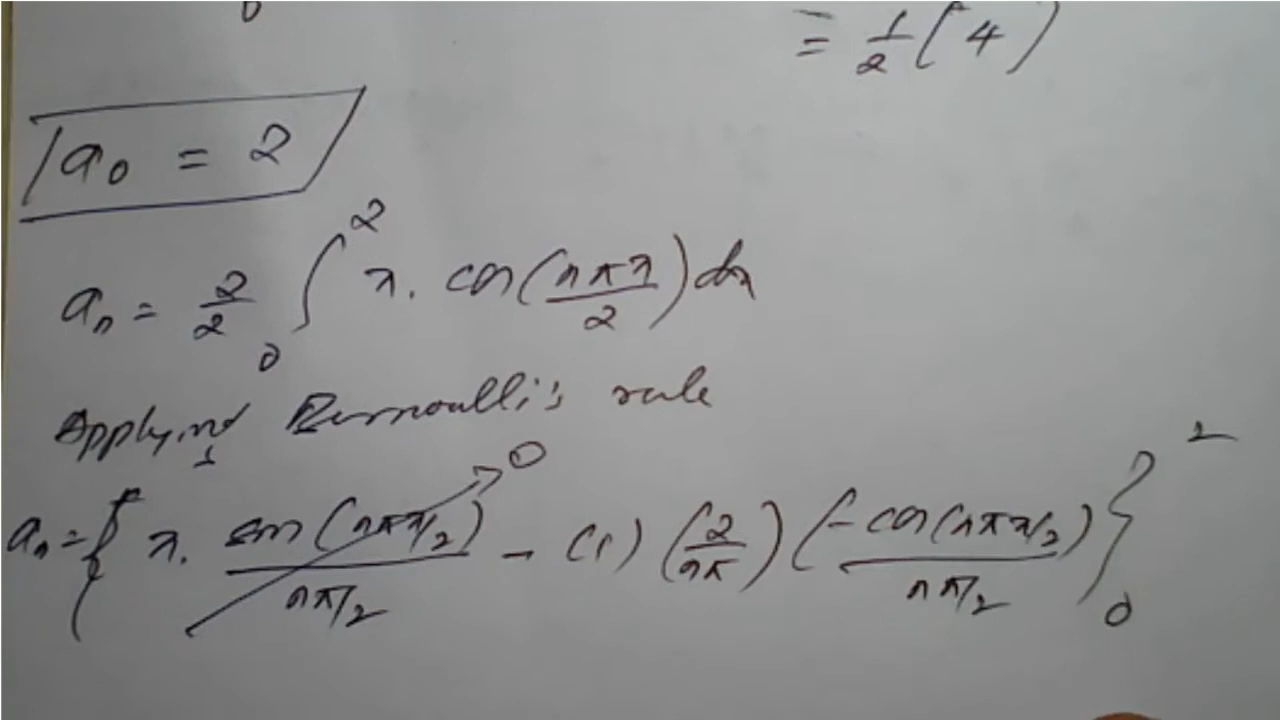 = 1/2 (4)
a₀ = 2
aₙ = 2/2 ∫₀² x. cos(nπx/2) dx
Applying Bernoulli's rule
aₙ = { x. sin(nπx/2)/(nπ/2) → 0 - (1) (2/nπ) (-cos(nπx/2)/(nπ/2)) }₀²